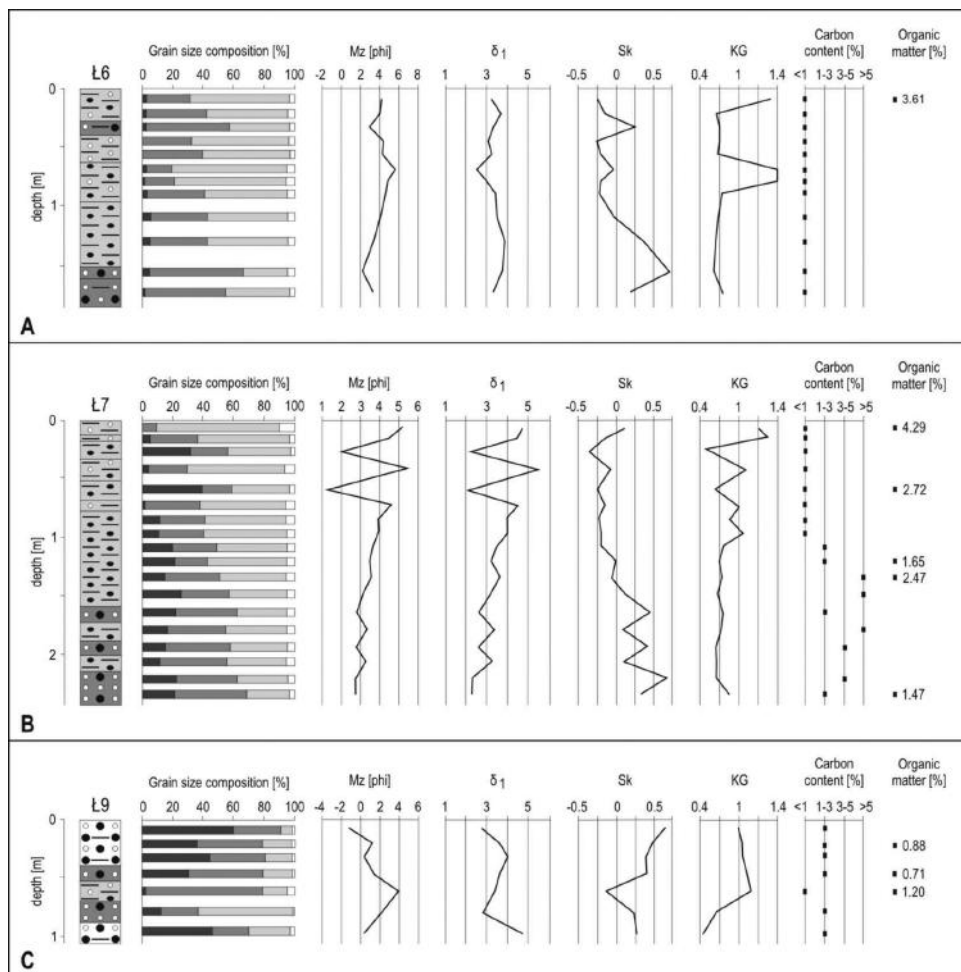 Carbon Organic
Grain size composition [%] Mz [phi] δ1 Sk KG content [%] matter [%]
Ł6 0 20 40 60 80 100 -2 0 2 4 6 8 1 3 5 6 -0.5 0 0.5 0.4 1 1.4 <1 1-3 3-5 >5
0
3.61
depth [m]
1
A
Carbon Organic
Grain size composition [%] Mz [phi] δ1 Sk KG content [%] matter [%]
Ł7 0 20 40 60 80 100 1 2 3 4 5 6 1 3 5 6 -0.5 0 0.5 0.4 1 1.4 <1 1-3 3-5 >5
0
4.29
2.72
depth [m]
1
1.65
2.47
2
1.47
B
Carbon Organic
Grain size composition [%] Mz [phi] δ1 Sk KG content [%] matter [%]
Ł9 0 20 40 60 80 100 -4 -2 0 2 4 6 1 3 5 6 -0.5 0 0.5 0.4 1 1.4 <1 1-3 3-5 >5
0
0.88
depth [m]
0.71
1.20
1
C